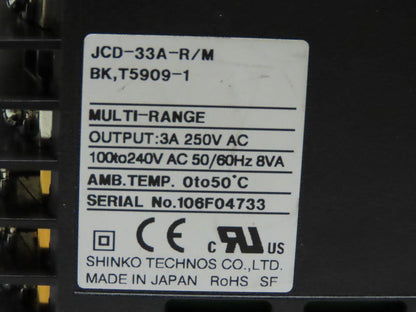 JCD-33A-R/M
BK,T5909-1
MULTI-RANGE
OUTPUT:3A 250V AC
100to240V AC 50/60Hz 8VA
AMB.TEMP. 0to50°C
SERIAL No.106F04733
CE c RU US
SHINKO TECHNOS CO.,LTD.
MADE IN JAPAN RoHS SF